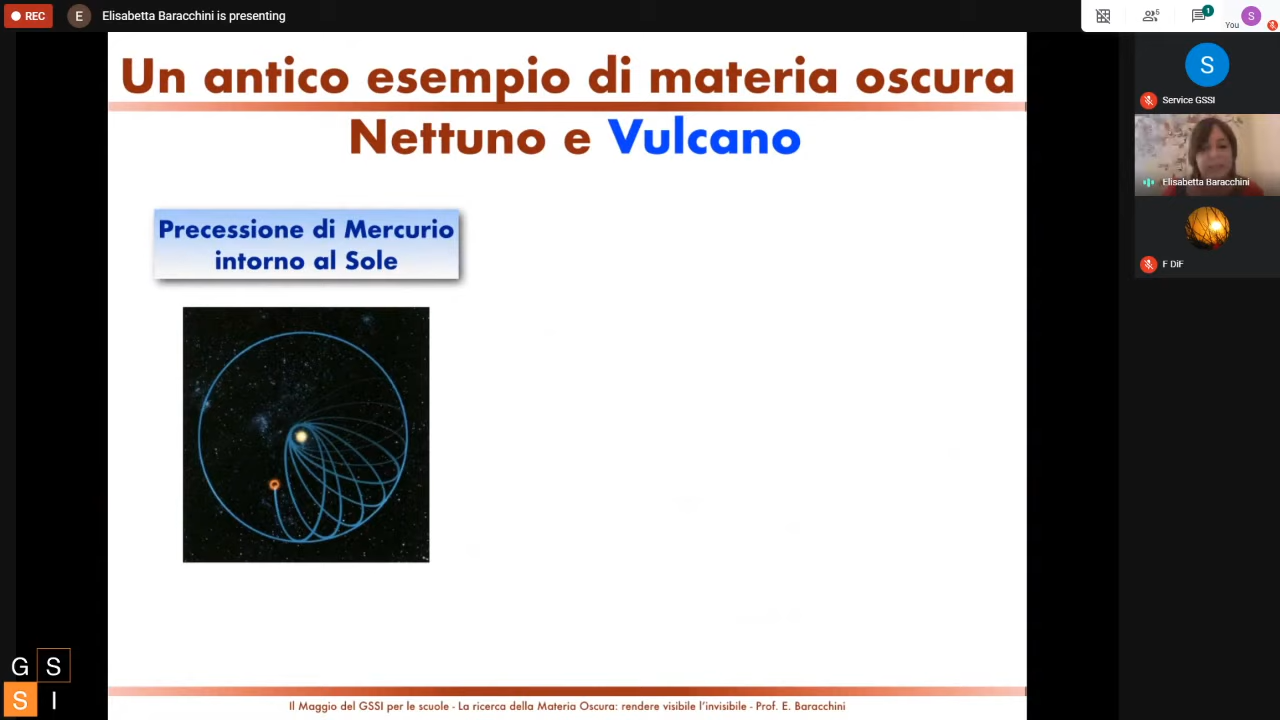 REC
E
Elisabetta Baracchini is presenting
5
1
You
S
Un antico esempio di materia oscura
Nettuno e Vulcano
Precessione di Mercurio
intorno al Sole
S
Service GSSI
Elisabetta Baracchini
F DiF
G S
S I
Il Maggio del GSSI per le scuole - La ricerca della Materia Oscura: rendere visibile l'invisibile - Prof. E. Baracchini